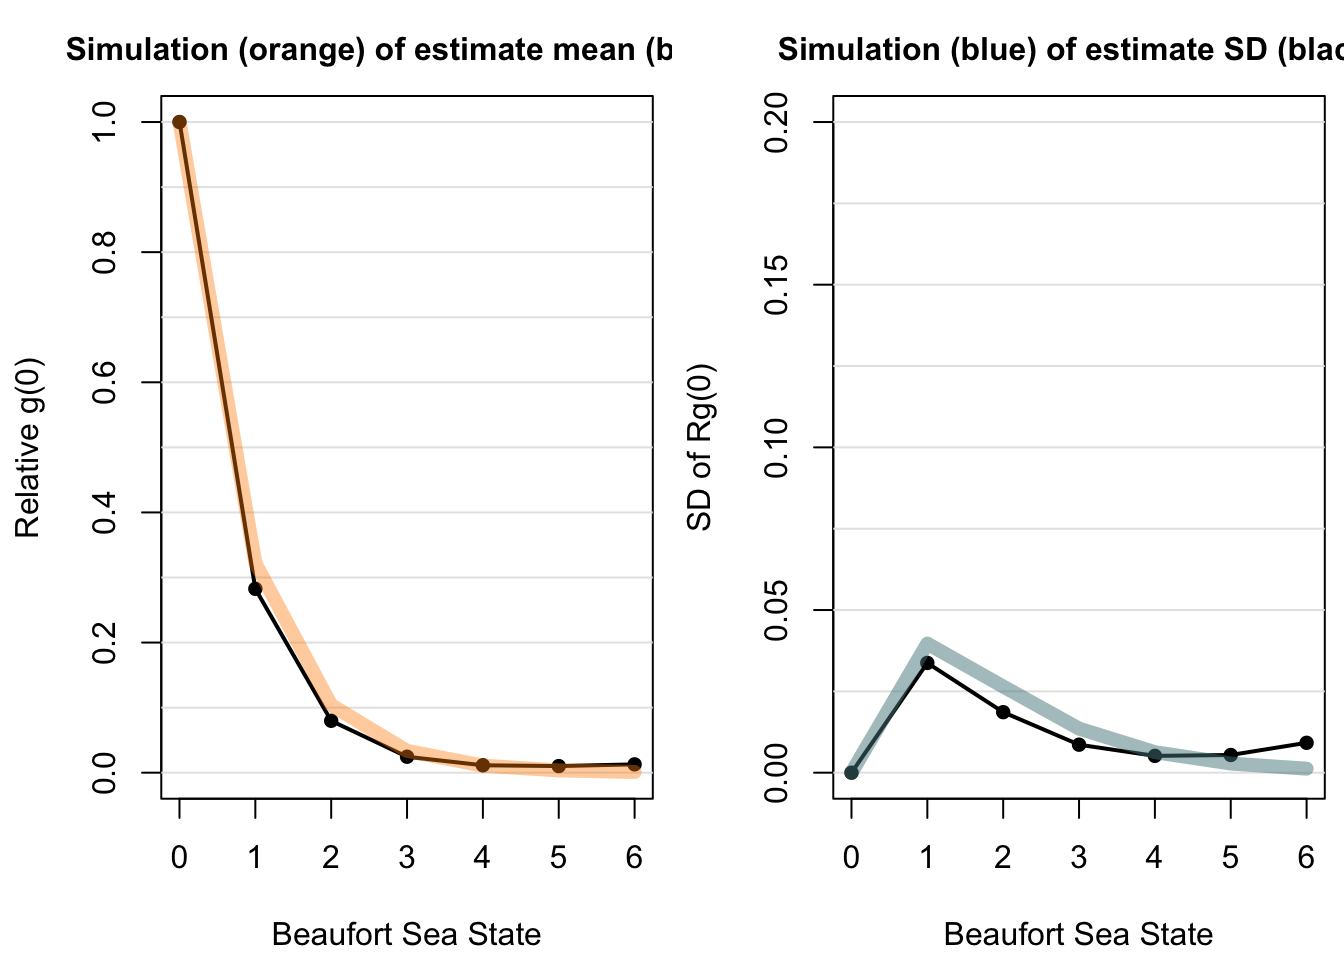 Simulation (orange) of estimate mean (b
Relative g(0)
1.0
0.8
0.6
0.4
0.2
0.0
0 1 2 3 4 5 6
Beaufort Sea State
Simulation (blue) of estimate SD (blac
SD of Rg(0)
0.20
0.15
0.10
0.05
0.00
0 1 2 3 4 5 6
Beaufort Sea State